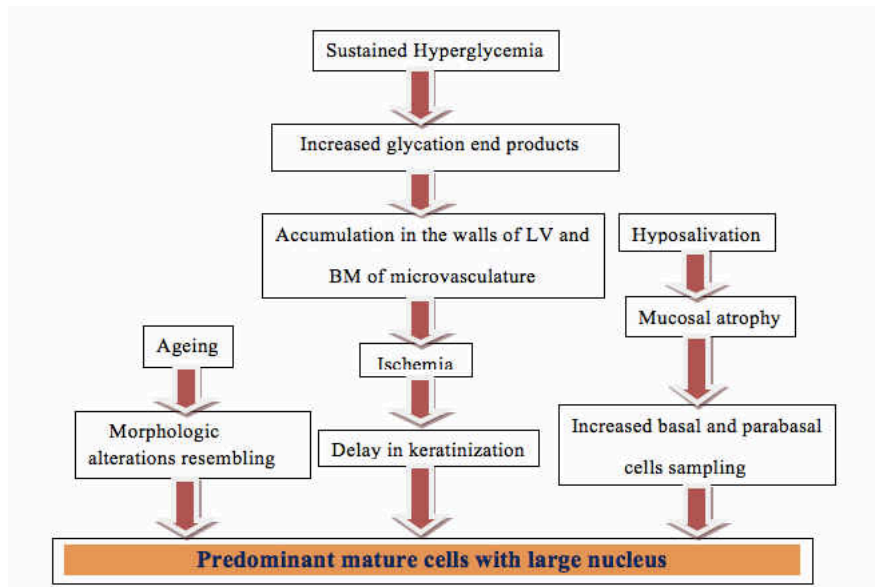 Sustained Hyperglycemia
Increased glycation end products
Accumulation in the walls of LV and
BM of microvasculature
Hyposalivation
Mucosal atrophy
Ageing
Ischemia
Morphologic
alterations resembling
Delay in keratinization
Increased basal and parabasal
cells sampling
Predominant mature cells with large nucleus